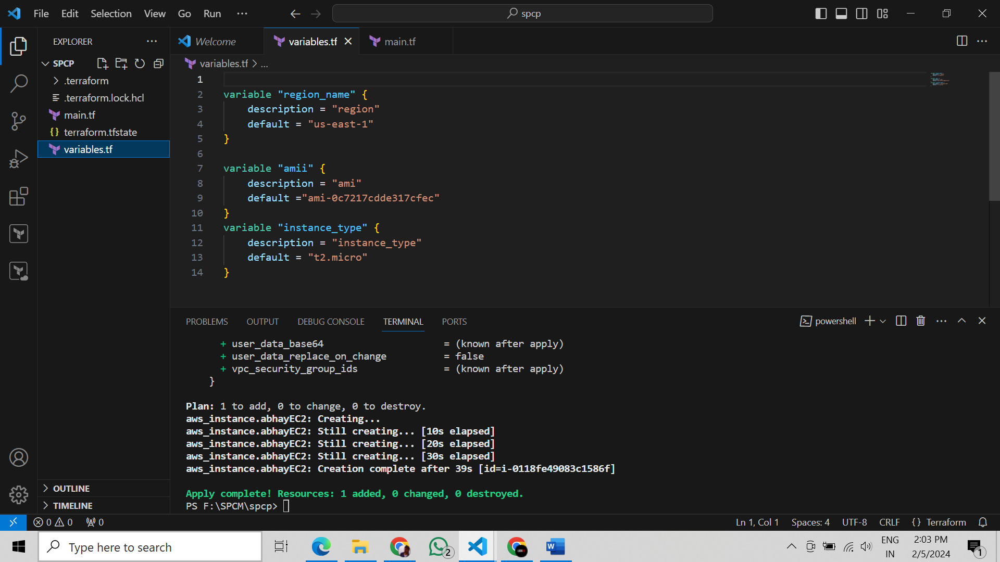 File Edit Selection View Go Run ···
spcp
EXPLORER ···
Welcome
variables.tf
main.tf
SPCP
.terraform
.terraform.lock.hcl
main.tf
{} terraform.tfstate
variables.tf
OUTLINE
TIMELINE
variables.tf > ...
1
2 variable "region_name" {
3 description = "region"
4 default = "us-east-1"
5 }
6
7 variable "amii" {
8 description = "ami"
9 default ="ami-0c7217cdde317cfec"
10 }
11 variable "instance_type" {
12 description = "instance_type"
13 default = "t2.micro"
14 }
PROBLEMS OUTPUT DEBUG CONSOLE TERMINAL PORTS
powershell
+ user_data_base64 = (known after apply)
+ user_data_replace_on_change = false
+ vpc_security_group_ids = (known after apply)
}
Plan: 1 to add, 0 to change, 0 to destroy.
aws_instance.abhayEC2: Creating...
aws_instance.abhayEC2: Still creating... [10s elapsed]
aws_instance.abhayEC2: Still creating... [20s elapsed]
aws_instance.abhayEC2: Still creating... [30s elapsed]
aws_instance.abhayEC2: Creation complete after 39s [id=i-0118fe49083c1586f]
Apply complete! Resources: 1 added, 0 changed, 0 destroyed.
PS F:\SPCM\spcp>
0 0 0
Ln 1, Col 1 Spaces: 4 UTF-8 CRLF {} Terraform
Type here to search
2
W
ENG
IN
2:03 PM
2/5/2024
1